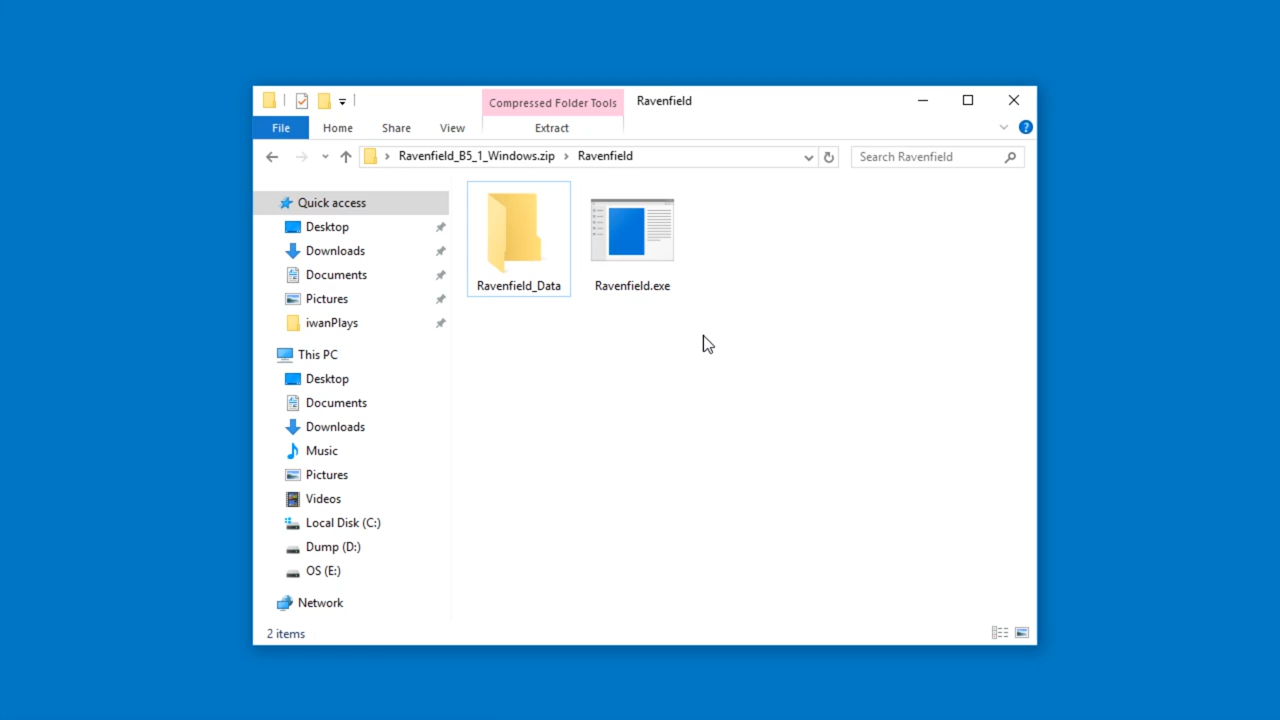 Compressed Folder Tools
Ravenfield
File
Home
Share
View
Extract
?
Ravenfield_B5_1_Windows.zip > Ravenfield
Search Ravenfield
Quick access
Desktop
Downloads
Documents
Pictures
iwanPlays
This PC
Desktop
Documents
Downloads
Music
Pictures
Videos
Local Disk (C:)
Dump (D:)
OS (E:)
Network
Ravenfield_Data
Ravenfield.exe
2 items